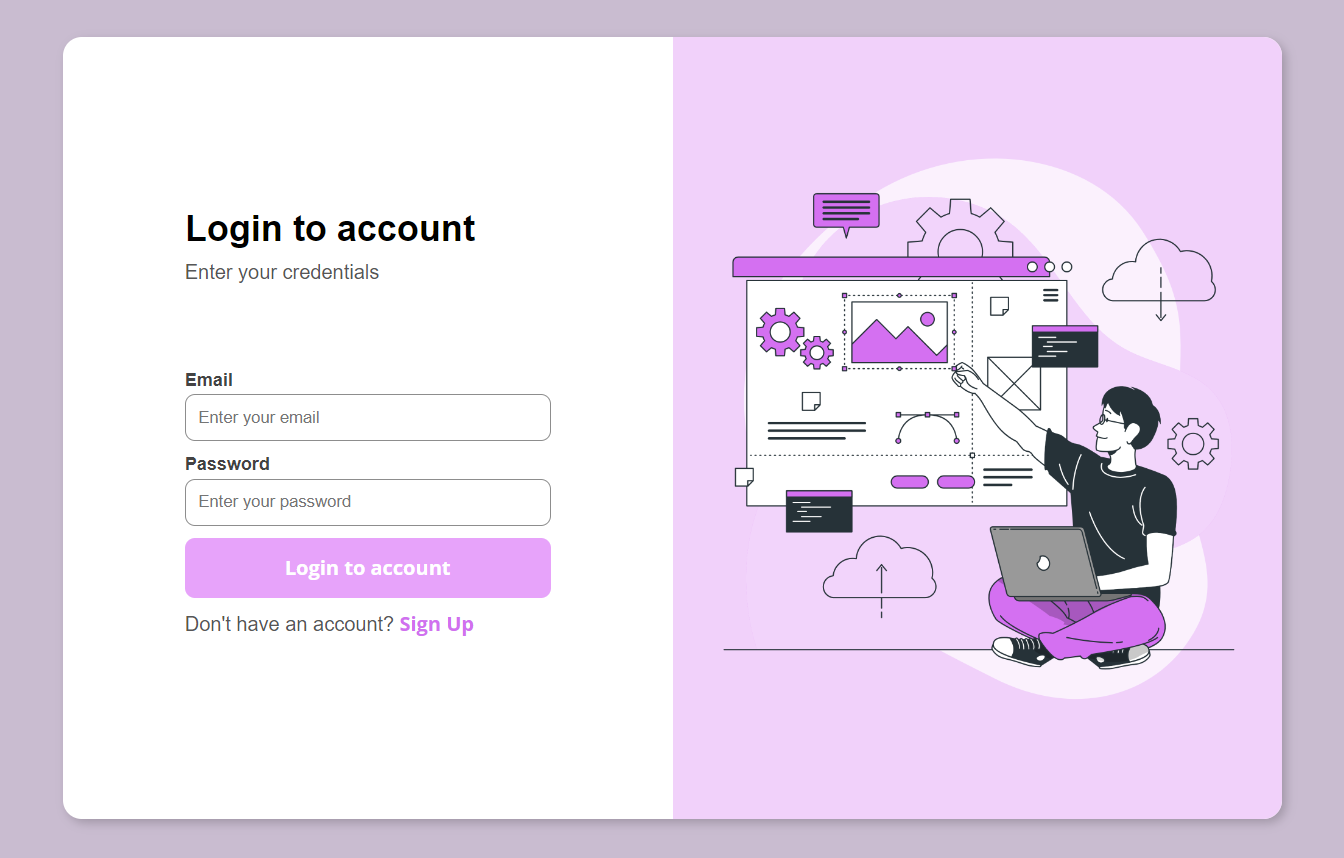 Login to account
Enter your credentials
Email
Enter your email
Password
Enter your password
Login to account
Don't have an account? Sign Up